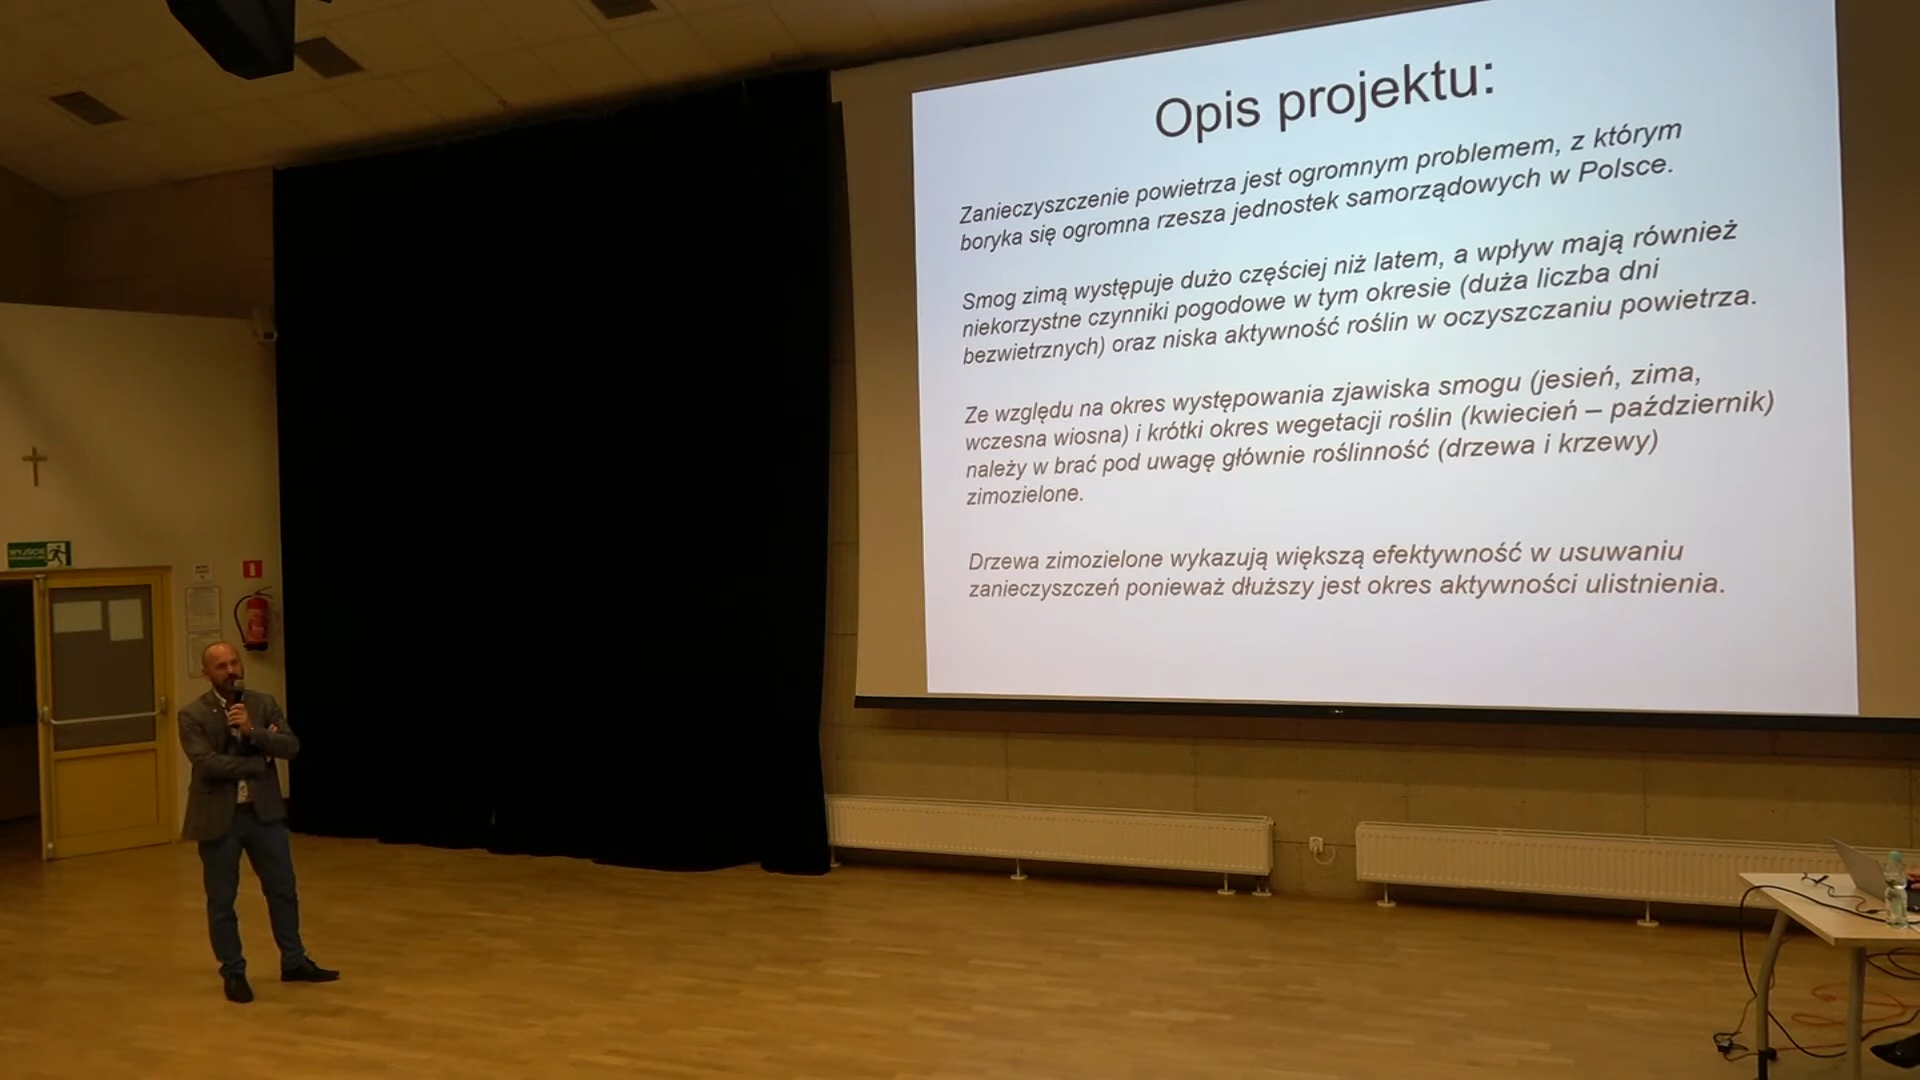 Opis projektu:
Zanieczyszczenie powietrza jest ogromnym problemem, z którym
boryka się ogromna rzesza jednostek samorządowych w Polsce.
Smog zimą występuje dużo częściej niż latem, a wpływ mają również
niekorzystne czynniki pogodowe w tym okresie (duża liczba dni
bezwietrznych) oraz niska aktywność roślin w oczyszczaniu powietrza.
Ze względu na okres występowania zjawiska smogu (jesień, zima,
wczesna wiosna) i krótki okres wegetacji roślin (kwiecień – październik)
należy w brać pod uwagę głównie roślinność (drzewa i krzewy)
zimozielone.
Drzewa zimozielone wykazują większą efektywność w usuwaniu
zanieczyszczeń ponieważ dłuższy jest okres aktywności ulistnienia.
WYJŚCIE